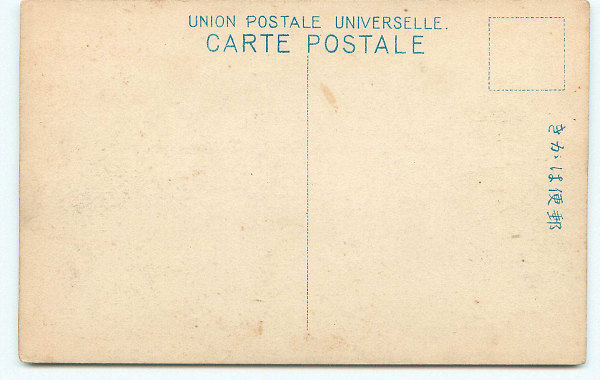 UNION POSTALE UNIVERSELLE.
CARTE POSTALE
きかは便郵